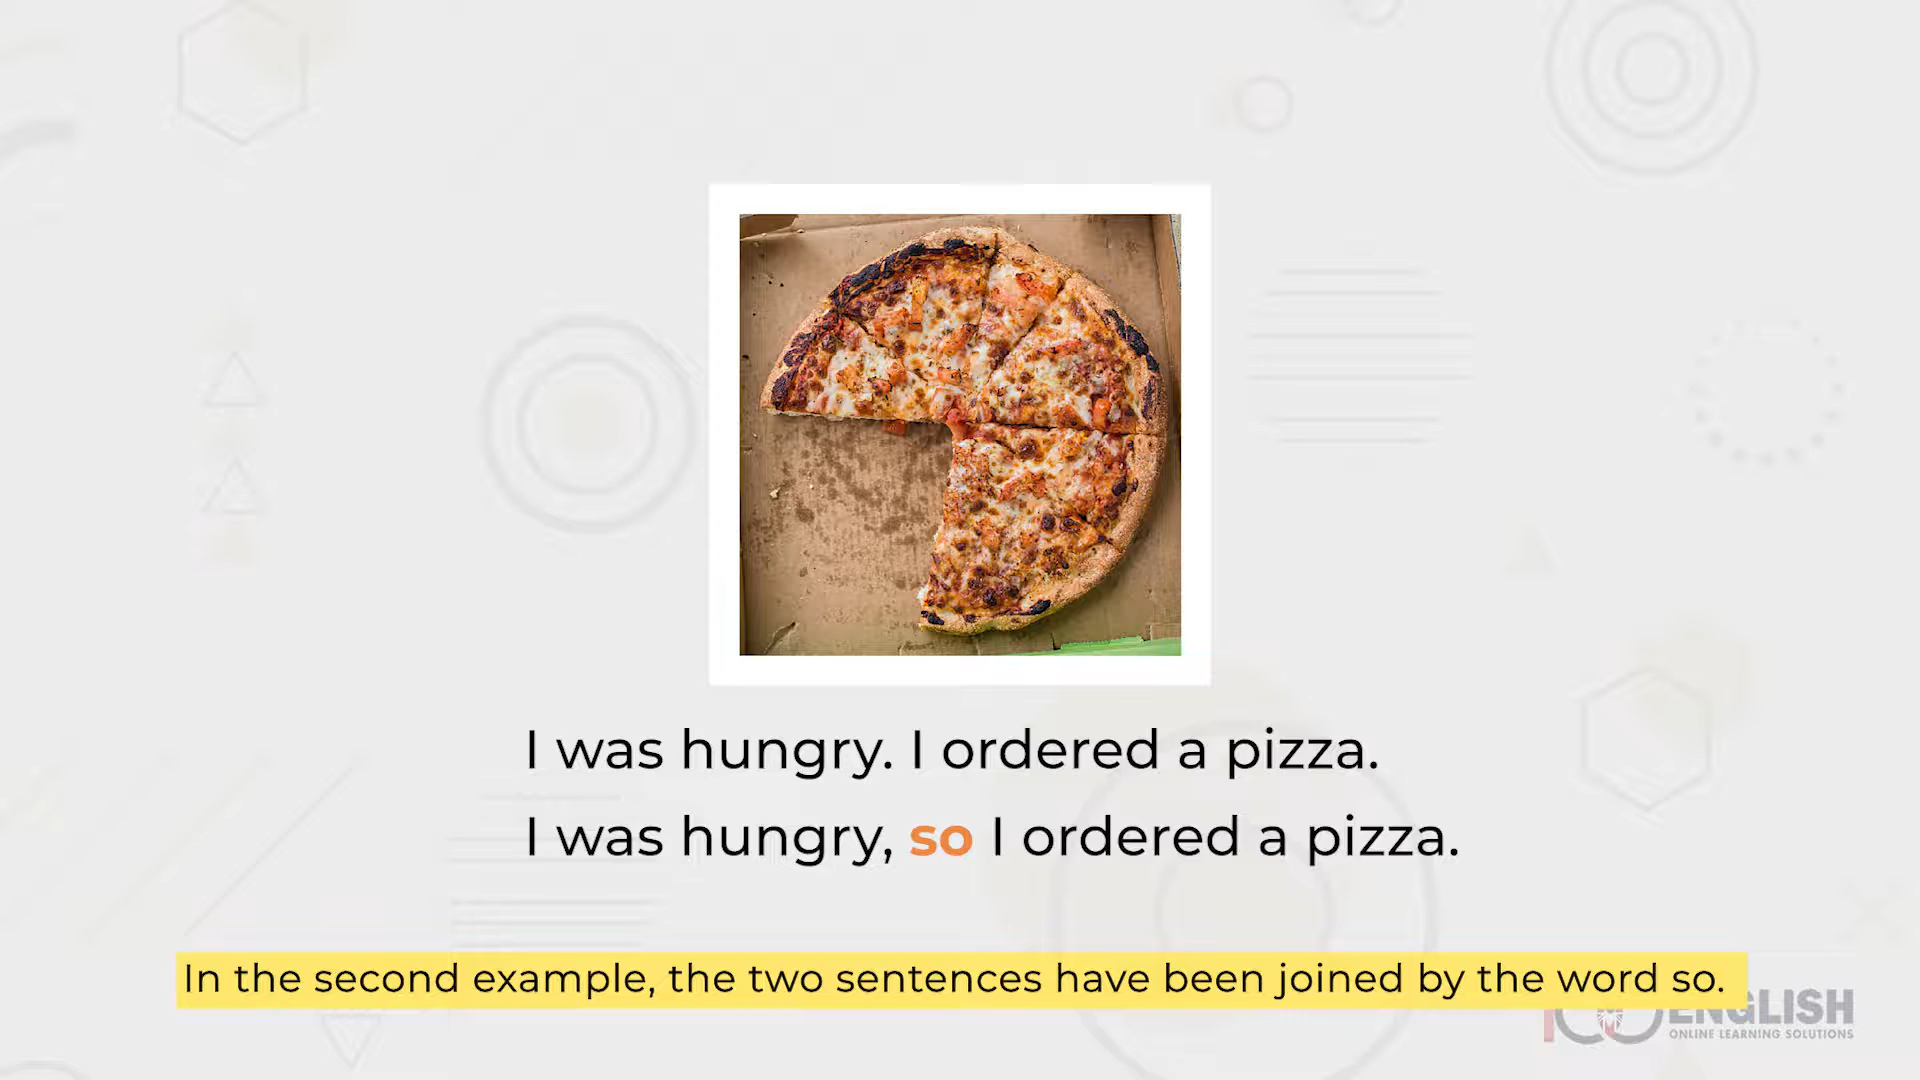 I was hungry. I ordered a pizza.
I was hungry, so I ordered a pizza.
In the second example, the two sentences have been joined by the word so.
ENGLISH
ONLINE LEARNING SOLUTIONS